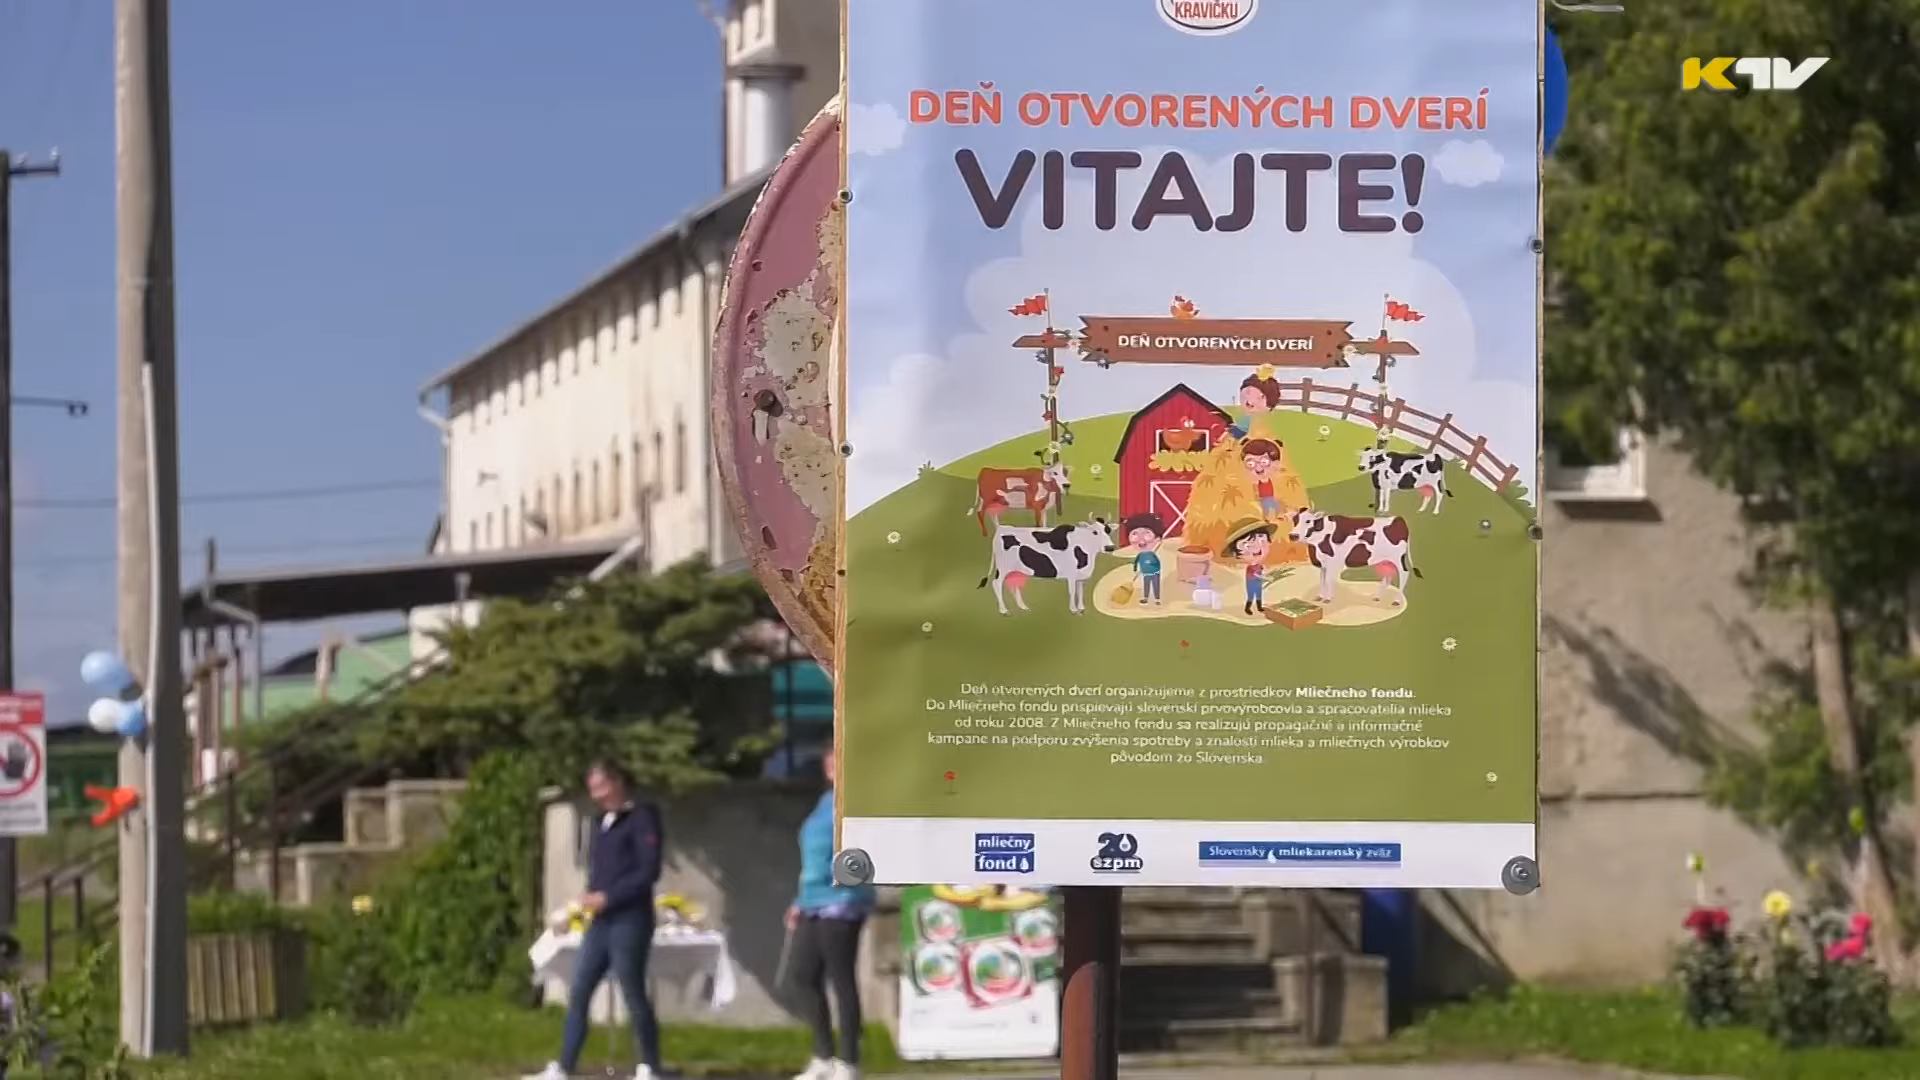 KRAVIČKU
KTV
DEŇ OTVORENÝCH DVERÍ
VITAJTE!
DEŇ OTVORENÝCH DVERÍ
Deň otvorených dverí organizujeme z prostriedkov Mliečneho fondu.
Do Mliečneho fondu prispievajú slovenskí prvovýrobcovia a spracovatelia mlieka
od roku 2008. Z Mliečneho fondu sa realizujú propagačné a informačné
kampane na podporu zvýšenia spotreby a znalosti mlieka a mliečnych výrobkov
pôvodom zo Slovenska.
mliečny
fond
20
szpm
Slovenský mliekarenský zväz